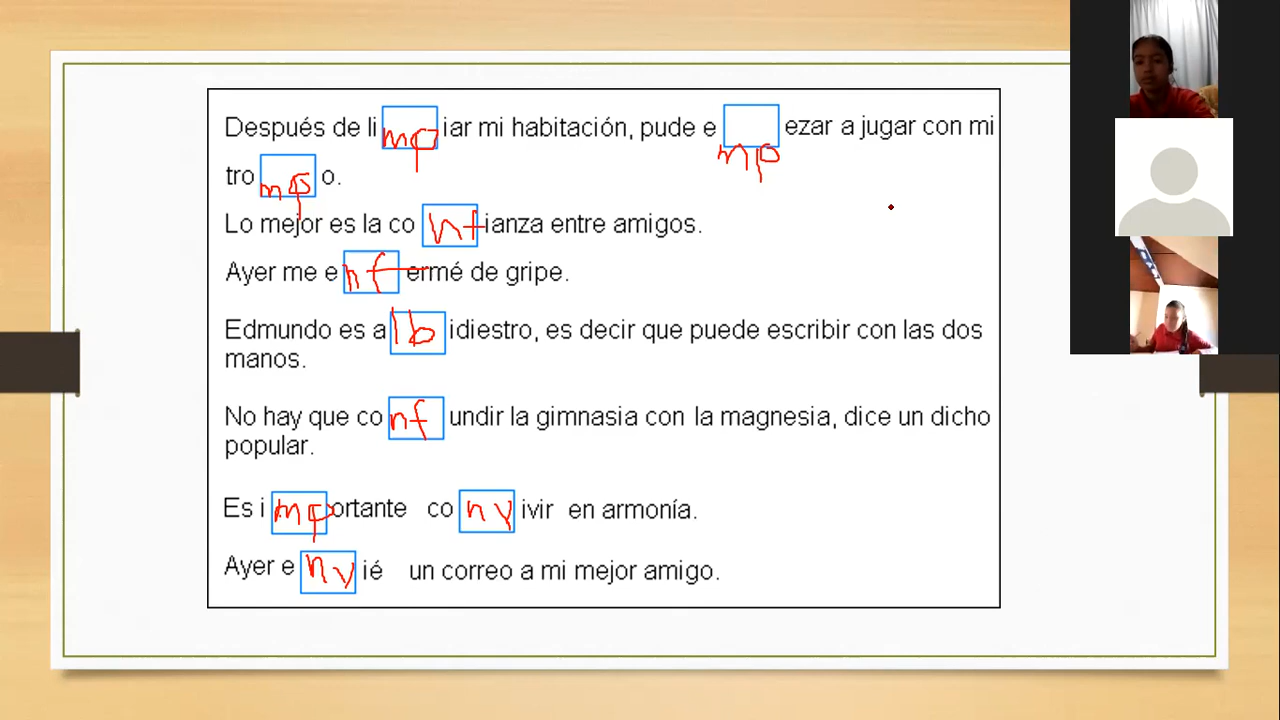 Después de li mp iar mi habitación, pude e mp ezar a jugar con mi
tro mp o.
Lo mejor es la co nf ianza entre amigos.
Ayer me e nf ermé de gripe.
Edmundo es a lb idiestro, es decir que puede escribir con las dos
manos.
No hay que co nf undir la gimnasia con la magnesia, dice un dicho
popular.
Es i mp ortante co nv ivir en armonía.
Ayer e nv ié un correo a mi mejor amigo.